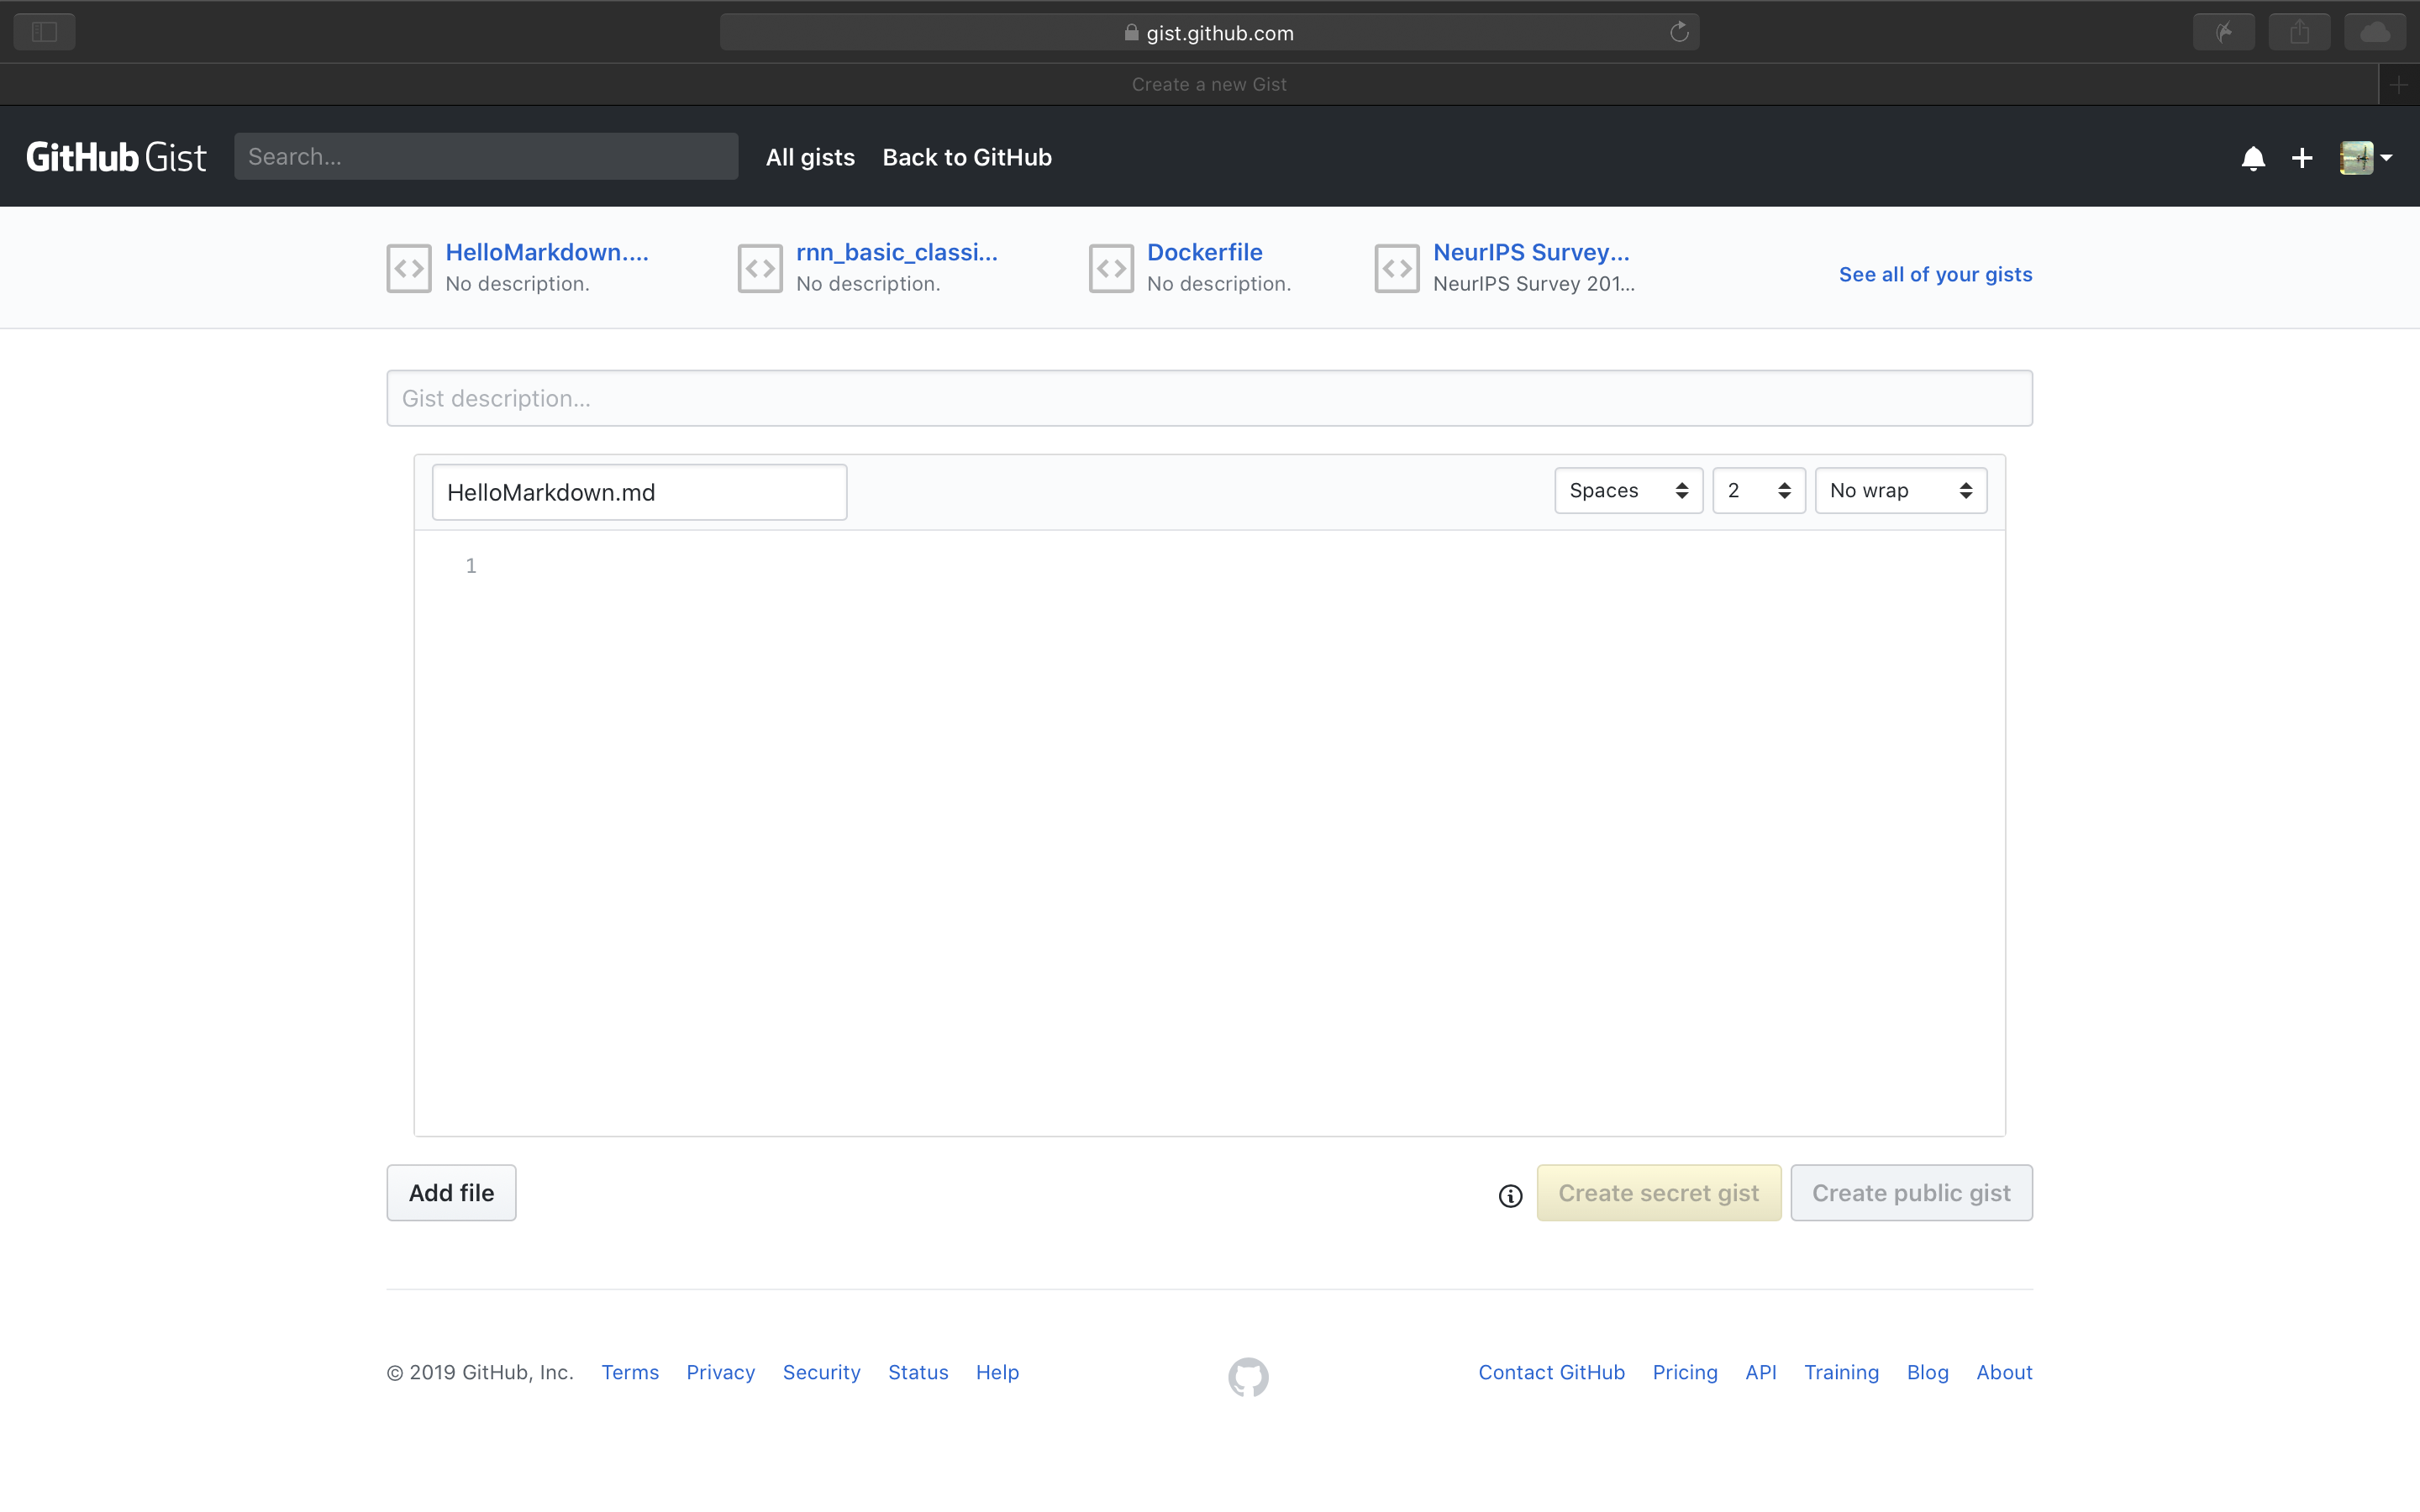 gist.github.com
Create a new Gist
GitHub Gist
Search...
All gists
Back to GitHub
HelloMarkdown....
No description.
rnn_basic_classi...
No description.
Dockerfile
No description.
NeurIPS Survey...
NeurIPS Survey 201...
See all of your gists
Gist description...
HelloMarkdown.md
Spaces
2
No wrap
1
Add file
Create secret gist
Create public gist
© 2019 GitHub, Inc.
Terms
Privacy
Security
Status
Help
Contact GitHub
Pricing
API
Training
Blog
About